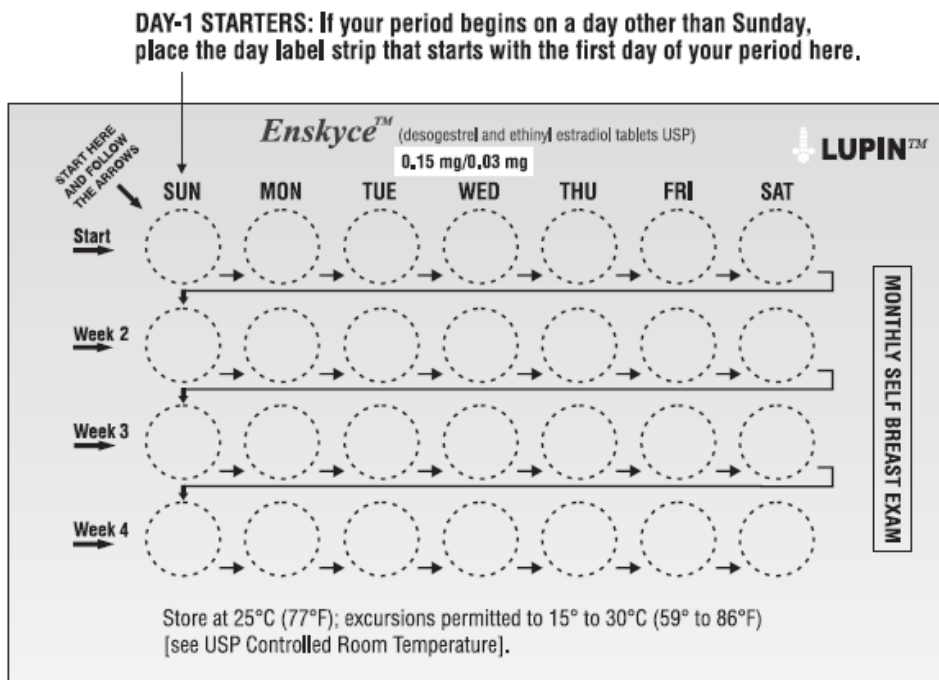 DAY-1 STARTERS: If your period begins on a day other than Sunday,
place the day label strip that starts with the first day of your period here.
Enskyce™ (desogestrel and ethinyl estradiol tablets USP)
0.15 mg/0.03 mg
LUPIN™
START HERE
AND FOLLOW
THE ARROWS
SUN MON TUE WED THU FRI SAT
Start
Week 2
Week 3
Week 4
MONTHLY SELF BREAST EXAM
Store at 25°C (77°F); excursions permitted to 15° to 30°C (59° to 86°F)
[see USP Controlled Room Temperature].